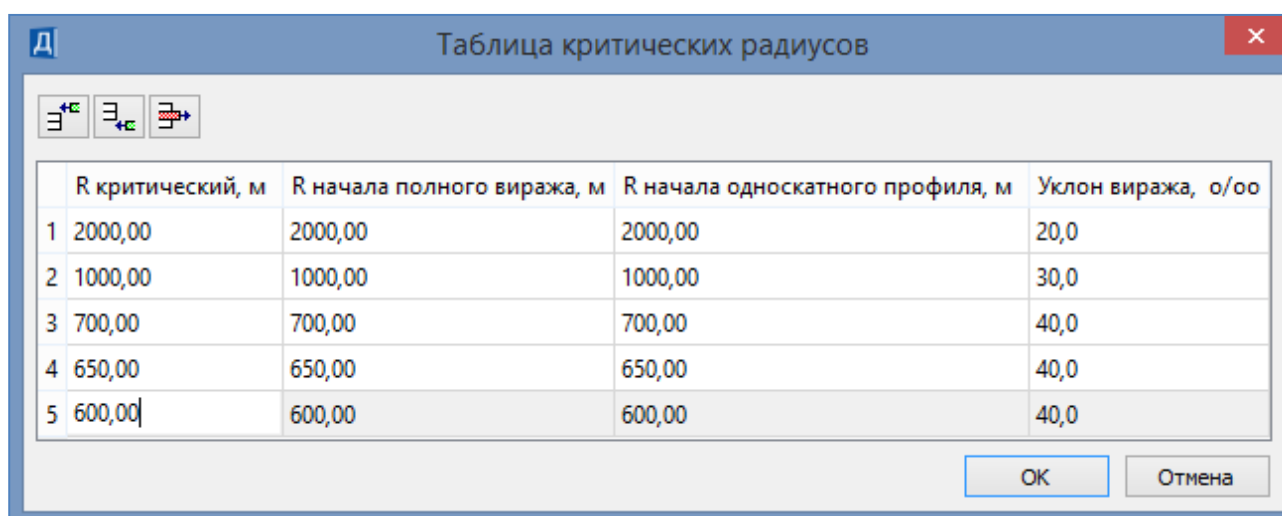 Д Таблица критических радиусов
R критический, м R начала полного виража, м R начала односкатного профиля, м Уклон виража, о/оо
1 2000,00 2000,00 2000,00 20,0
2 1000,00 1000,00 1000,00 30,0
3 700,00 700,00 700,00 40,0
4 650,00 650,00 650,00 40,0
5 600,00 600,00 600,00 40,0
OK Отмена